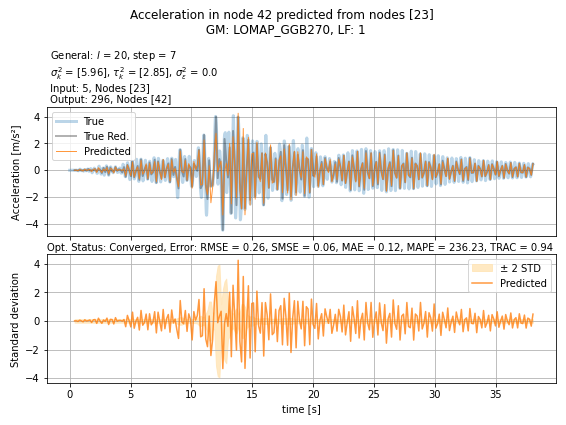 Acceleration in node 42 predicted from nodes [23]
GM: LOMAP_GGB270, LF: 1
General: l = 20, step = 7
σ²ₖ = [5.96], τ²ₖ = [2.85], σ²ε = 0.0
Input: 5, Nodes [23]
Output: 296, Nodes [42]
True
True Red.
Predicted
Acceleration [m/s²]
4
2
0
−2
−4
Opt. Status: Converged, Error: RMSE = 0.26, SMSE = 0.06, MAE = 0.12, MAPE = 236.23, TRAC = 0.94
± 2 STD
Predicted
Standard deviation
4
2
0
−2
−4
0 5 10 15 20 25 30 35
time [s]